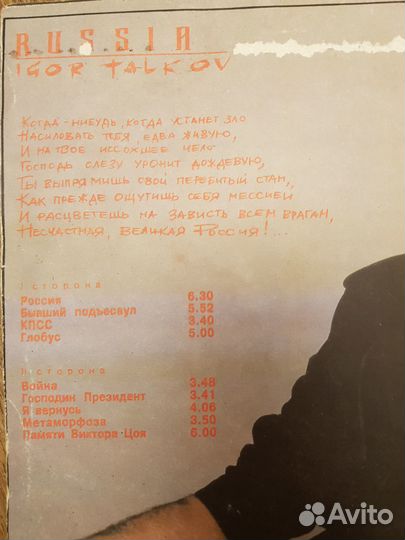 RUSSIA
IGOR TALKOV
Когда-нибудь, когда устанет зло
Насиловать тебя, едва живую,
И на твое иссохшее чело
Господь слезу уронит дождевую,
Ты выпрямишь свой перебитый стан,
Как прежде ощутишь себя мессией
И расцветешь на зависть всем врагам,
Несчастная, великая Россия!...
I сторона
Россия 6.30
Бывший подъесвул 5.52
КПСС 3.40
Глобус 5.00
II сторона
Война 3.48
Господин Президент 3.41
Я вернусь 4.06
Метаморфоза 3.50
Памяти Виктора Цоя 6.00
Avito